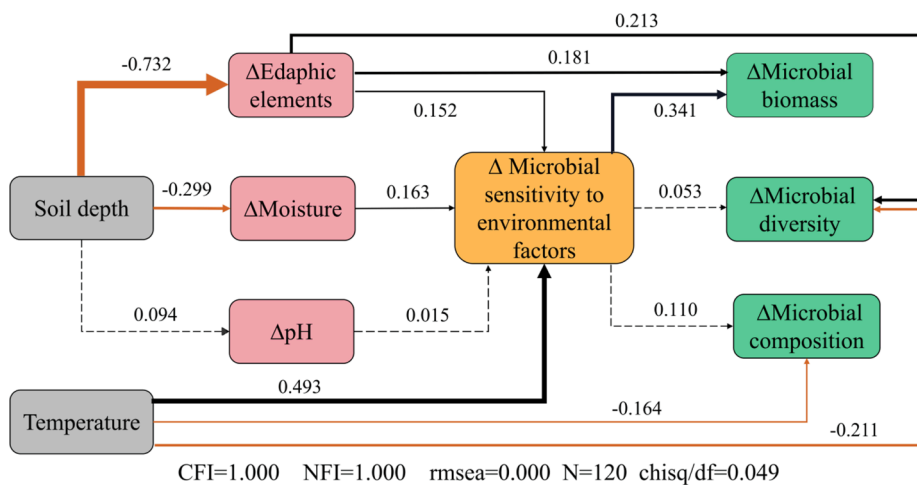 0.213
-0.732
0.181
ΔEdaphic
elements
ΔMicrobial
biomass
0.152
0.341
Soil depth
-0.299
ΔMoisture
0.163
Δ Microbial
sensitivity to
environmental
factors
0.053
ΔMicrobial
diversity
0.094
ΔpH
0.015
0.110
ΔMicrobial
composition
Temperature
0.493
-0.164
-0.211
CFI=1.000 NFI=1.000 rmsea=0.000 N=120 chisq/df=0.049